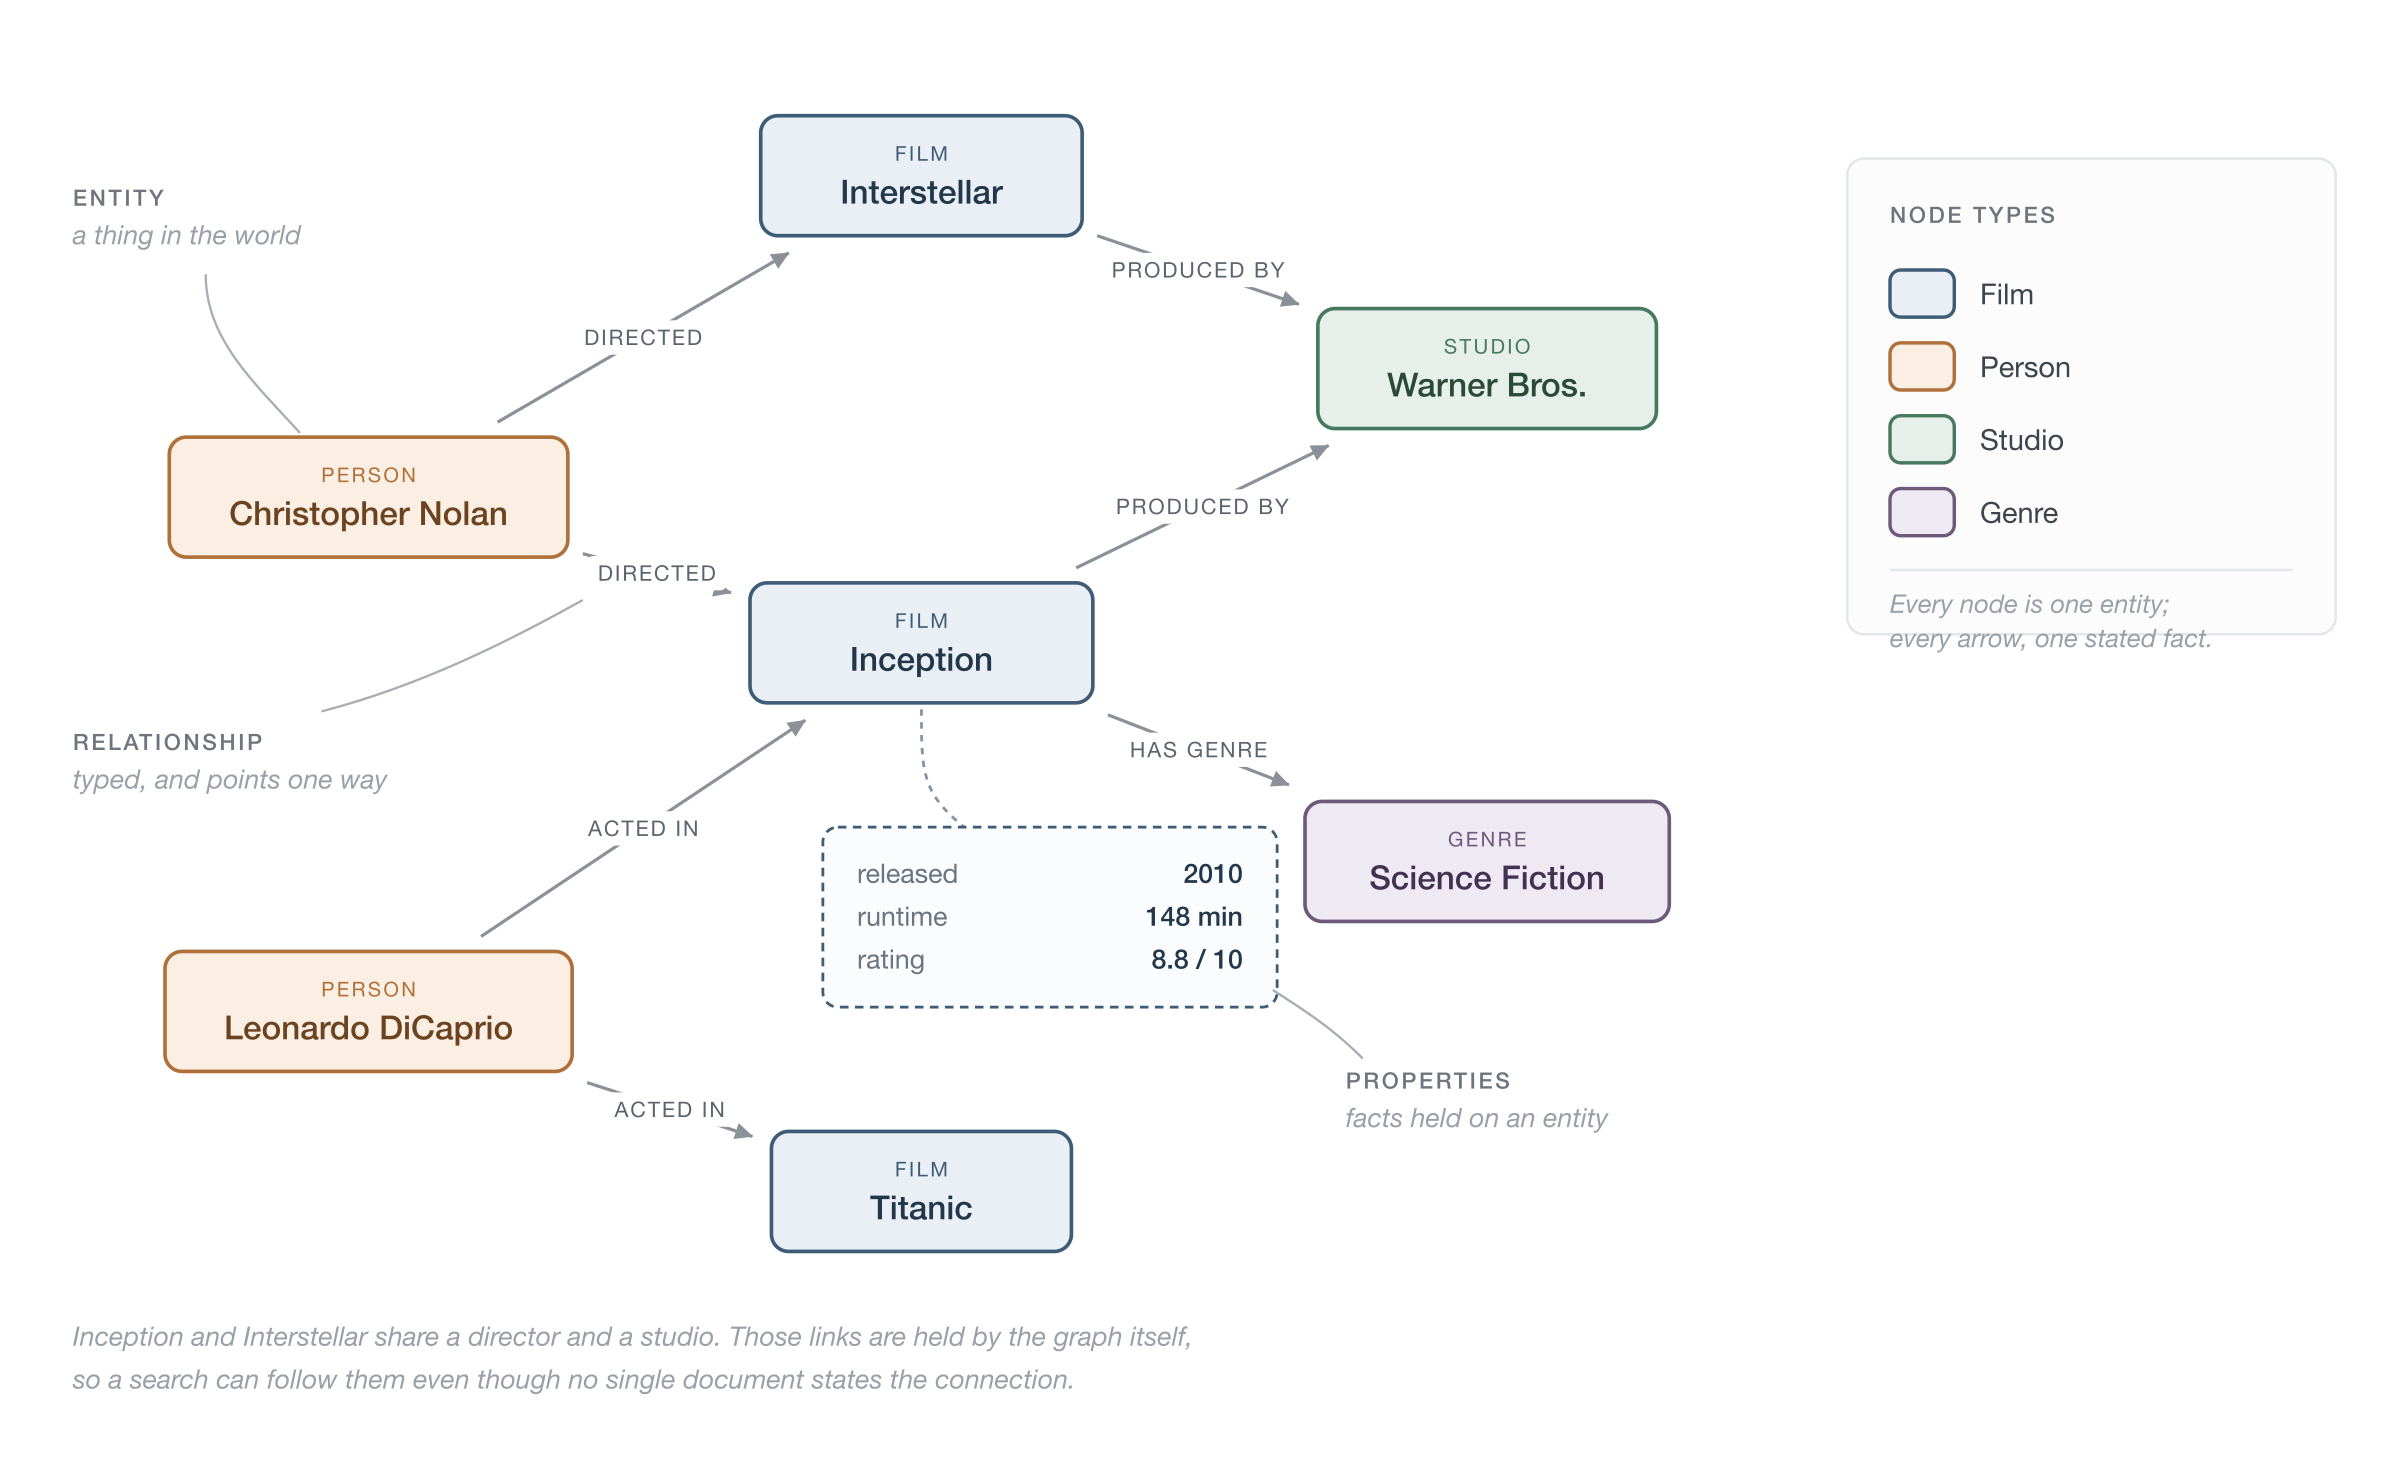 FILM
Interstellar
ENTITY
a thing in the world
PRODUCED BY
DIRECTED
STUDIO
Warner Bros.
PERSON
Christopher Nolan
PRODUCED BY
DIRECTED
FILM
Inception
RELATIONSHIP
typed, and points one way
HAS GENRE
ACTED IN
GENRE
Science Fiction
released 2010
runtime 148 min
rating 8.8 / 10
PERSON
Leonardo DiCaprio
PROPERTIES
facts held on an entity
ACTED IN
FILM
Titanic
NODE TYPES
Film
Person
Studio
Genre
Every node is one entity;
every arrow, one stated fact.
Inception and Interstellar share a director and a studio. Those links are held by the graph itself,
so a search can follow them even though no single document states the connection.